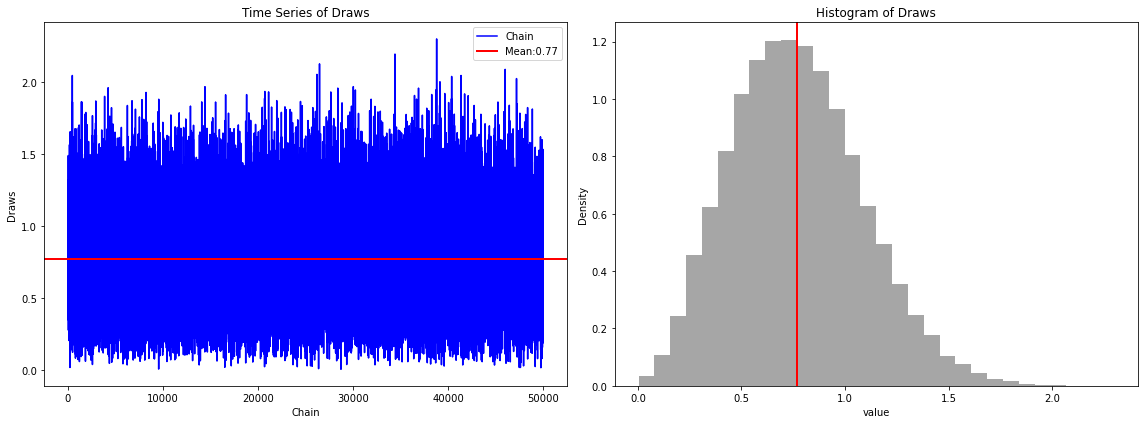 Time Series of Draws
Chain
Mean:0.77
2.0
1.5
1.0
0.5
0.0
Draws
0
10000
20000
30000
40000
50000
Chain
Histogram of Draws
1.2
1.0
0.8
0.6
0.4
0.2
0.0
Density
0.0
0.5
1.0
1.5
2.0
value